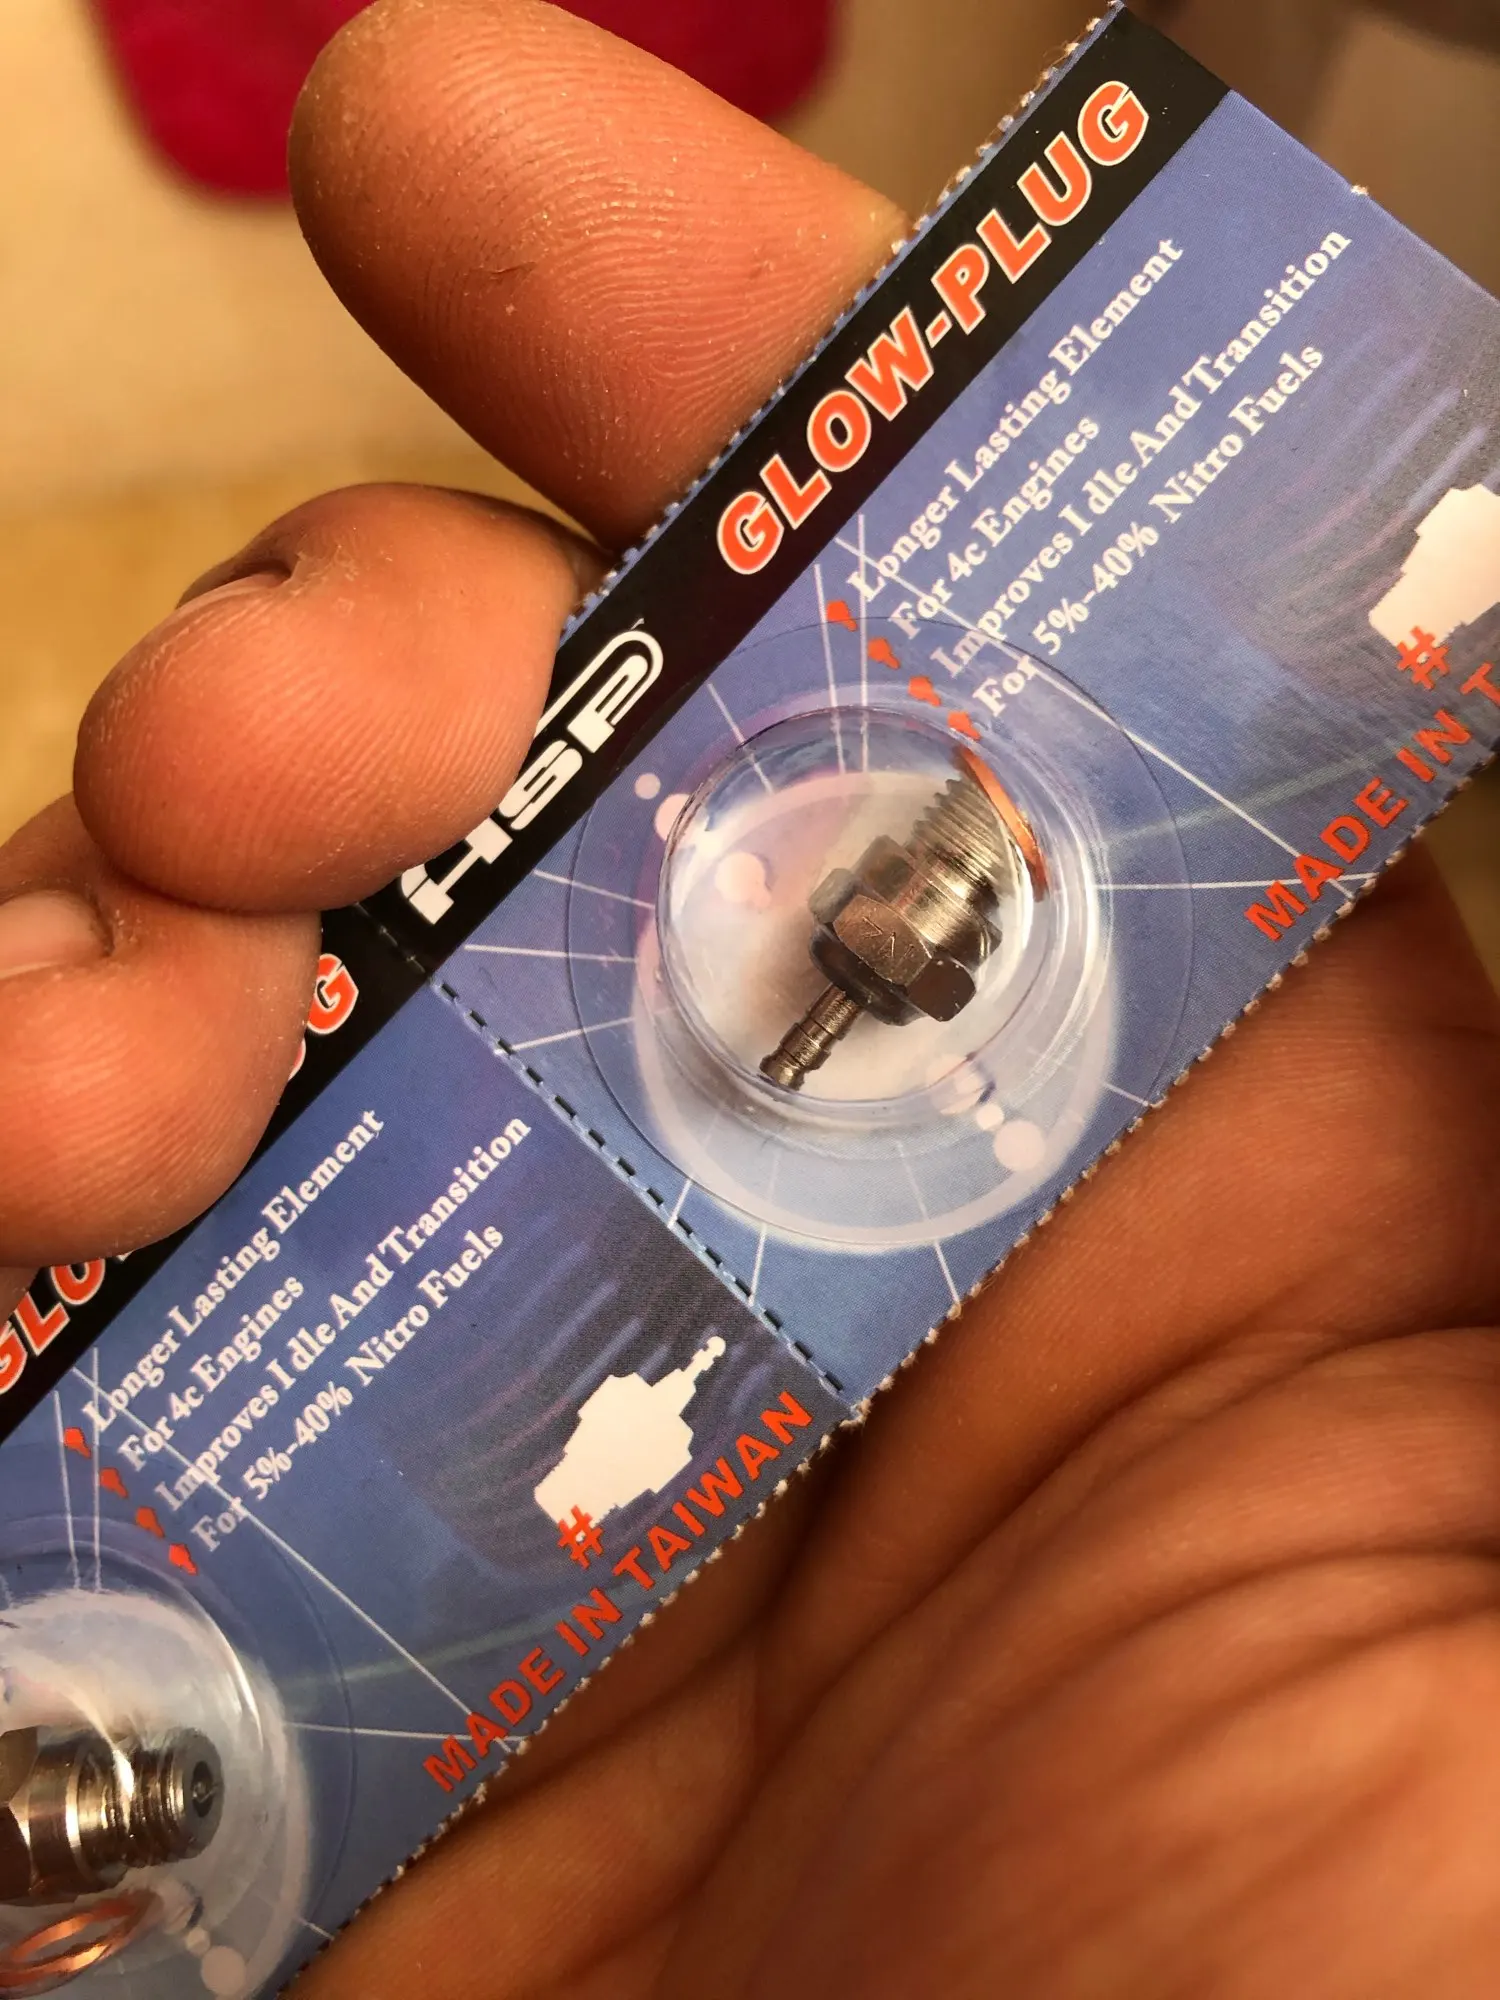 HSP GLOW-PLUG
Longer Lasting Element
For 4c Engines
Improves I dle And Transition
For 5%-40% Nitro Fuels
#
MADE IN T
N
GLO UG
Longer Lasting Element
For 4c Engines
Improves I dle And Transition
For 5%-40% Nitro Fuels
#
MADE IN TAIWAN